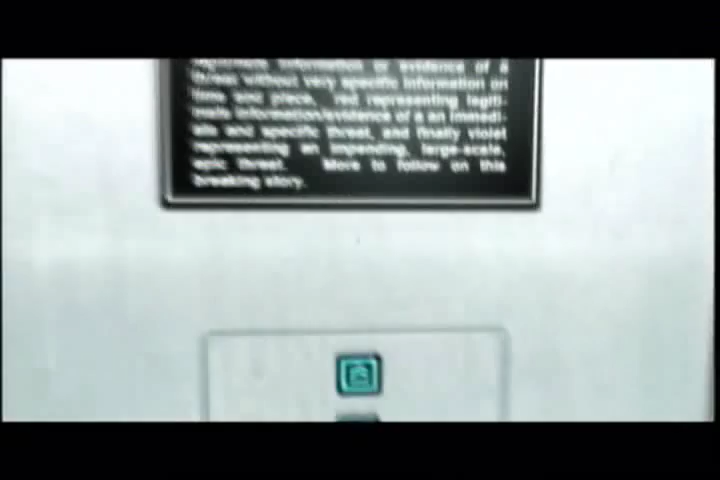 legitimate information or evidence of a
threat without very specific information on
time and place, red representing legiti-
mate information/evidence of a an immedi-
ate and specific threat, and finally violet
representing an impending, large-scale,
epic threat. More to follow on this
breaking story.